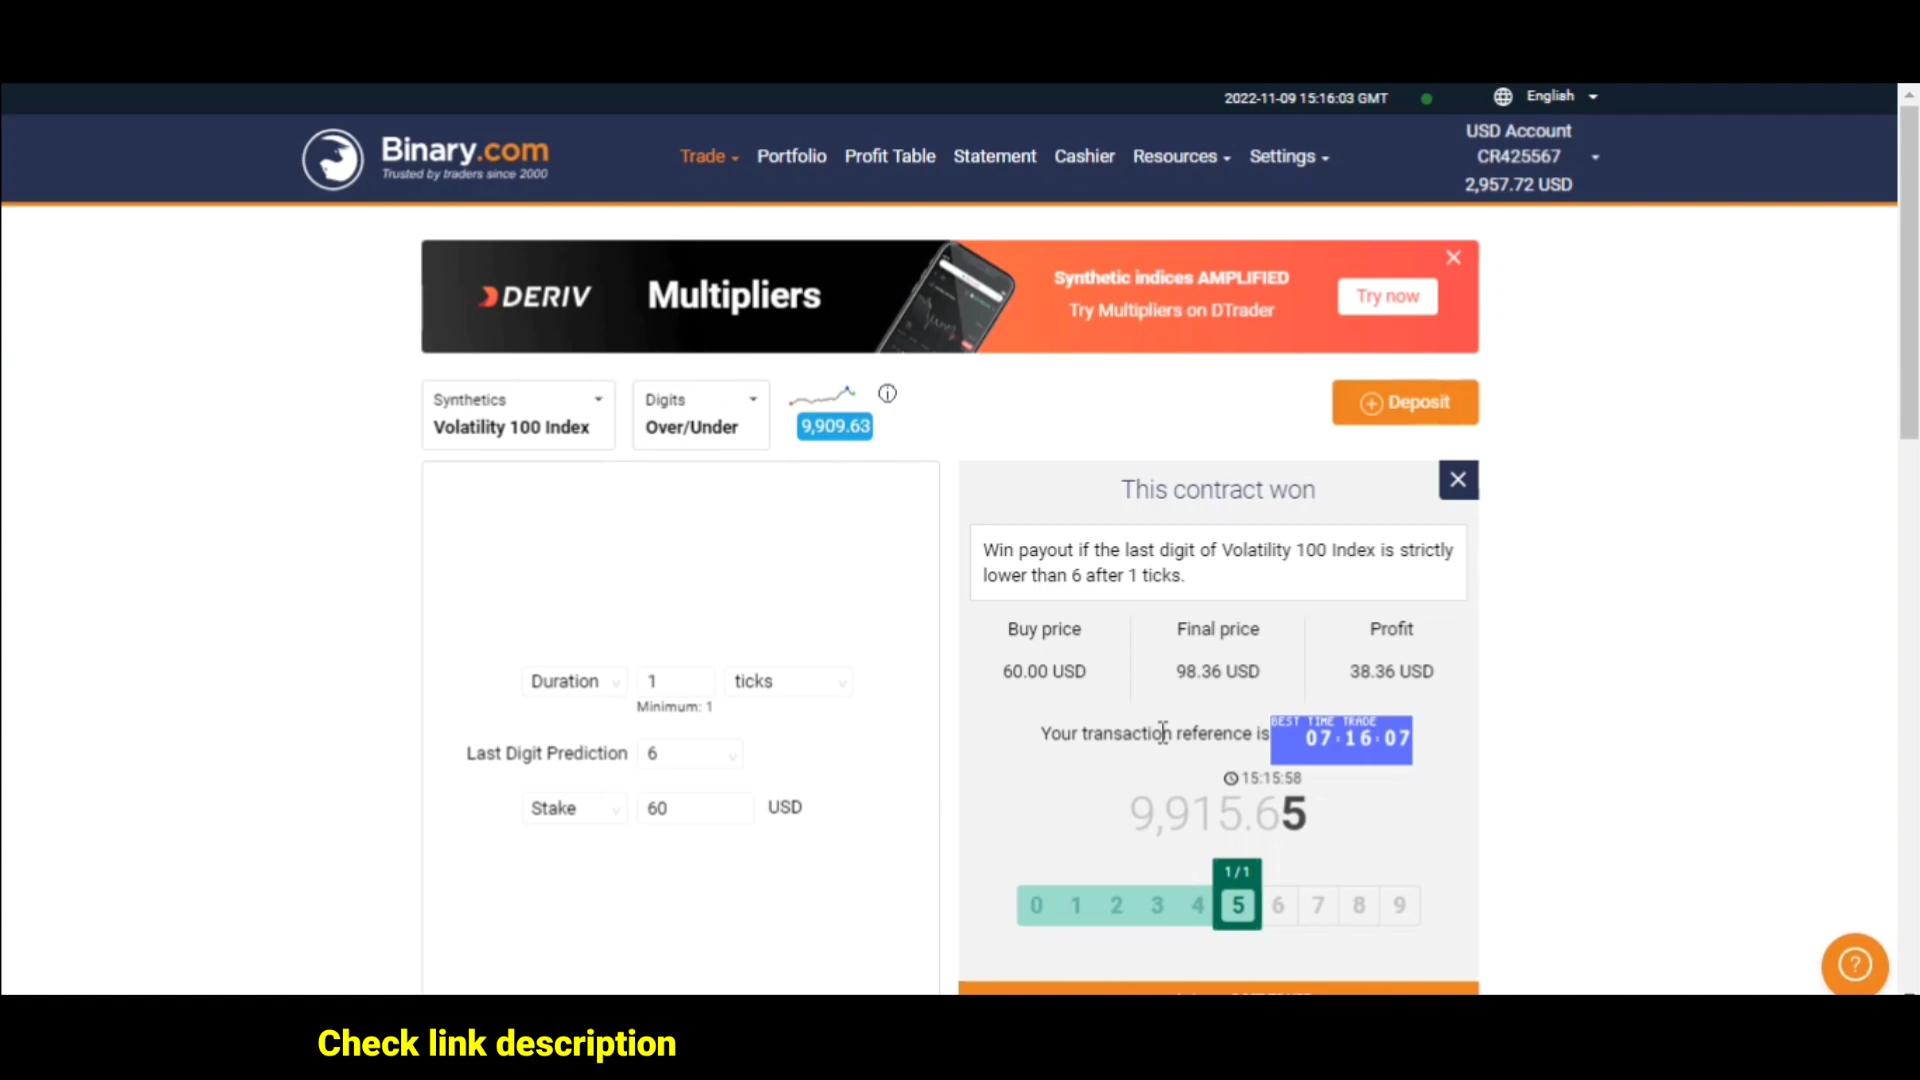 2022-11-09 15:16:03 GMT
English
Binary.com
Trusted by traders since 2000
Trade
Portfolio
Profit Table
Statement
Cashier
Resources
Settings
USD Account
CR425567
2,957.72 USD
DERIV
Multipliers
Synthetic indices AMPLIFIED
Try Multipliers on DTrader
Try now
Synthetics
Volatility 100 Index
Digits
Over/Under
9,909.63
Deposit
This contract won
Win payout if the last digit of Volatility 100 Index is strictly
lower than 6 after 1 ticks.
Buy price
Final price
Profit
60.00 USD
98.36 USD
38.36 USD
Duration
1
ticks
Minimum: 1
Last Digit Prediction
6
Stake
60
USD
Your transaction reference is
BEST TIME TRADE
07:16:07
15:15:58
9,915.65
1/1
0 1 2 3 4 5 6 7 8 9
?
Check link description